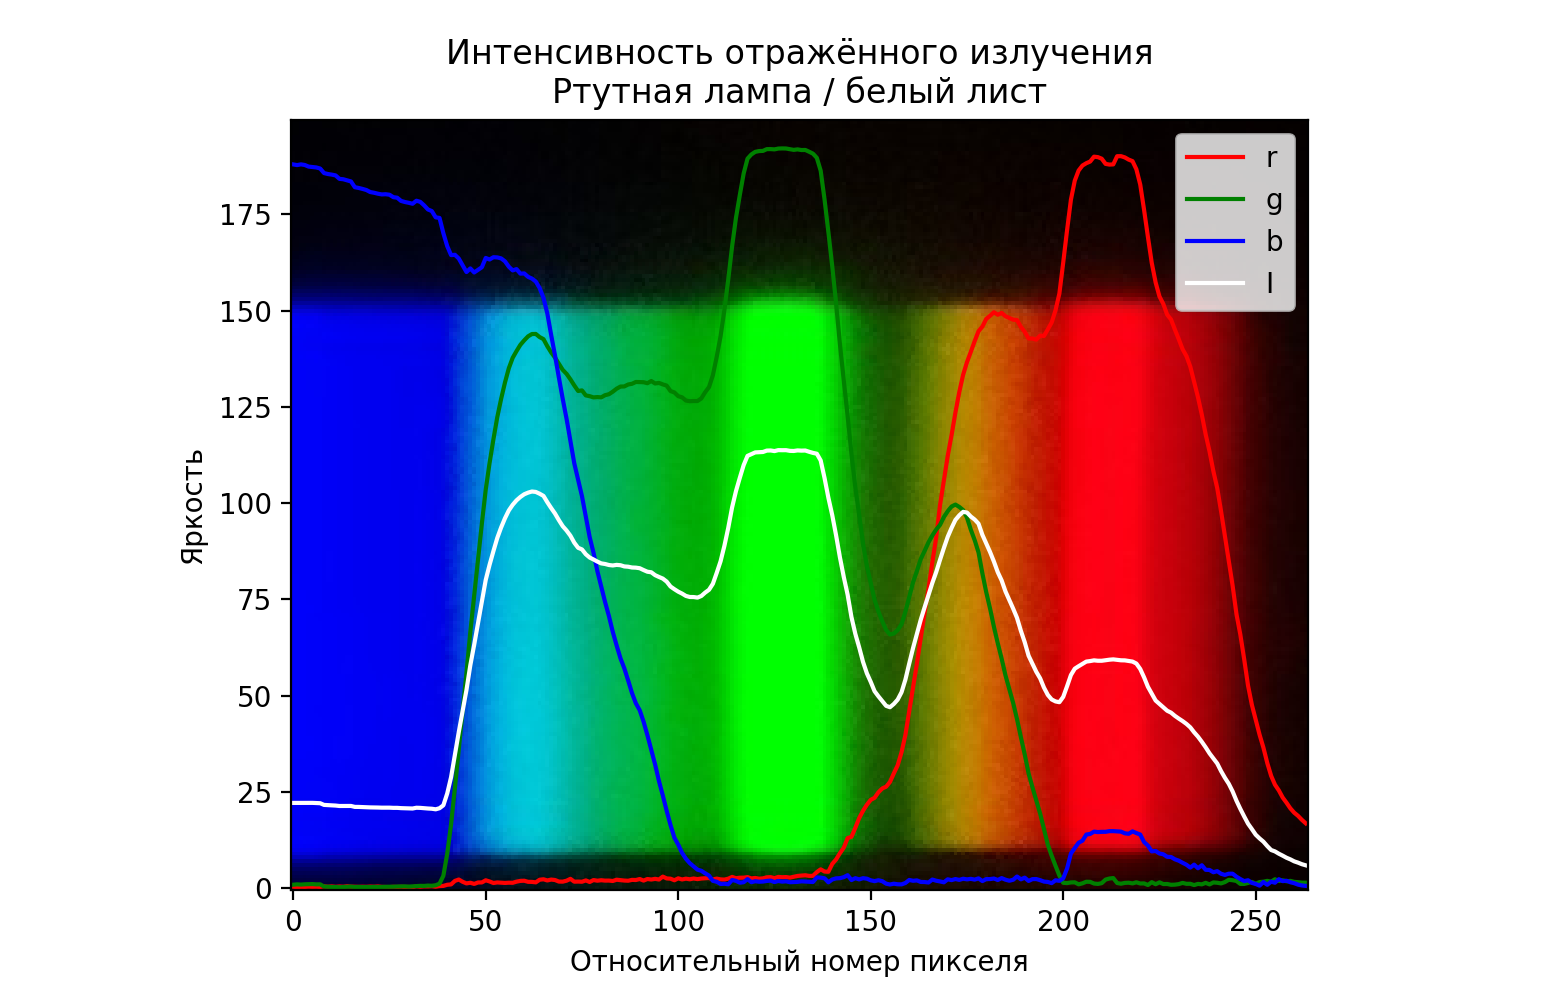 Интенсивность отражённого излучения
Ртутная лампа / белый лист
r
g
b
I
175
150
125
100
75
50
25
0
Яркость
0 50 100 150 200 250
Относительный номер пикселя